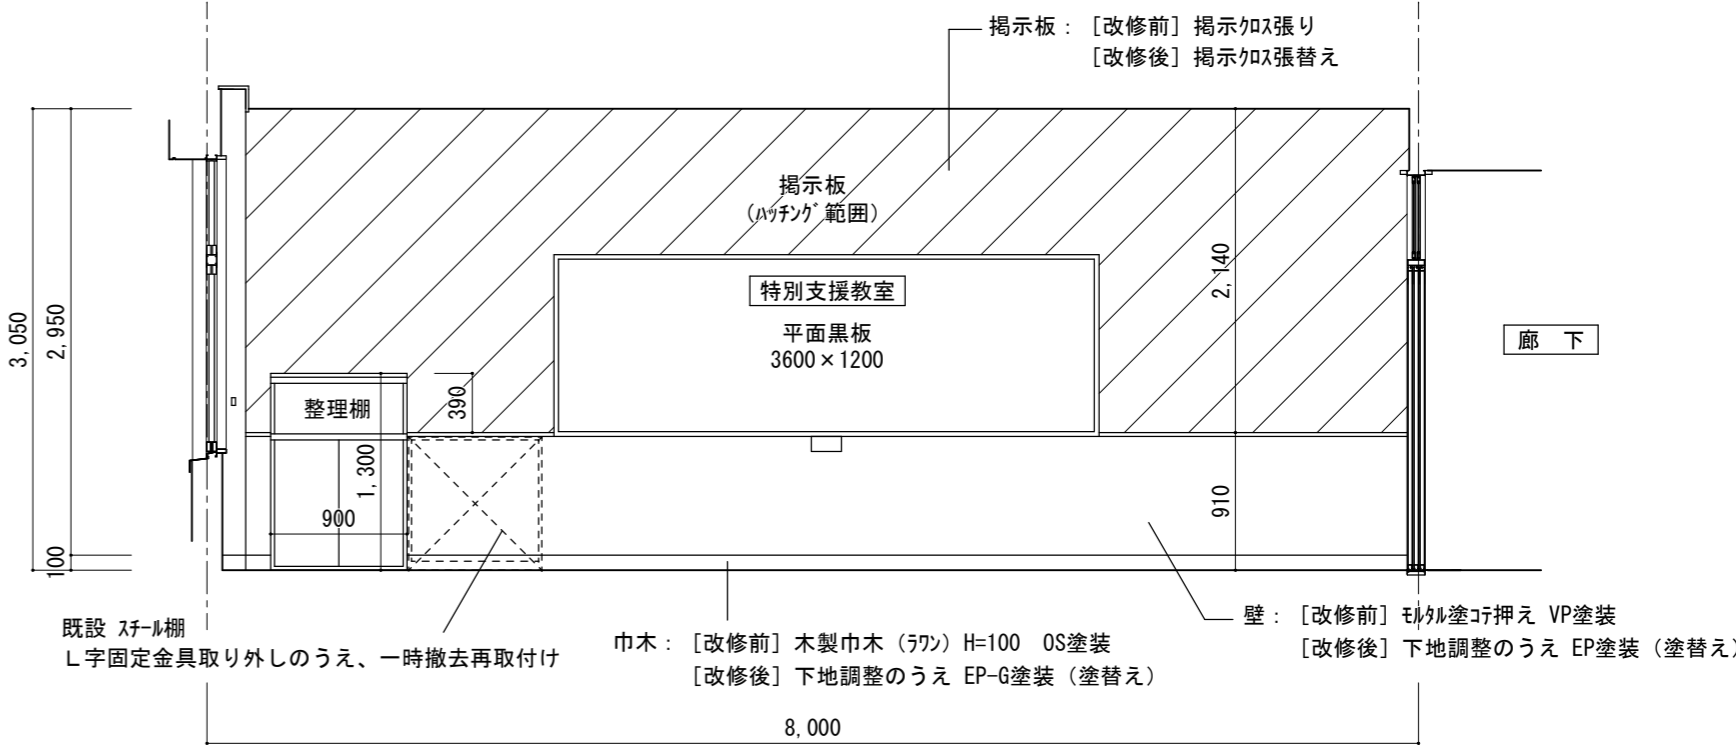 掲示板： ［改修前］ 掲示ｸﾛｽ張り
［改修後］ 掲示ｸﾛｽ張替え
掲示板
（ﾊｯﾁﾝｸﾞ範囲）
特別支援教室
平面黒板
3600×1200
2,140
3,050
2,950
廊　下
整理棚
390
1,300
900
910
100
既設 ｽﾁｰﾙ棚
Ｌ字固定金具取り外しのうえ、一時撤去再取付け
巾木： ［改修前］ 木製巾木（ﾗﾜﾝ）H=100　OS塗装
［改修後］ 下地調整のうえ EP-G塗装（塗替え）
壁： ［改修前］ ﾓﾙﾀﾙ塗ｺﾃ押え VP塗装
［改修後］ 下地調整のうえ EP塗装（塗替え）
8,000